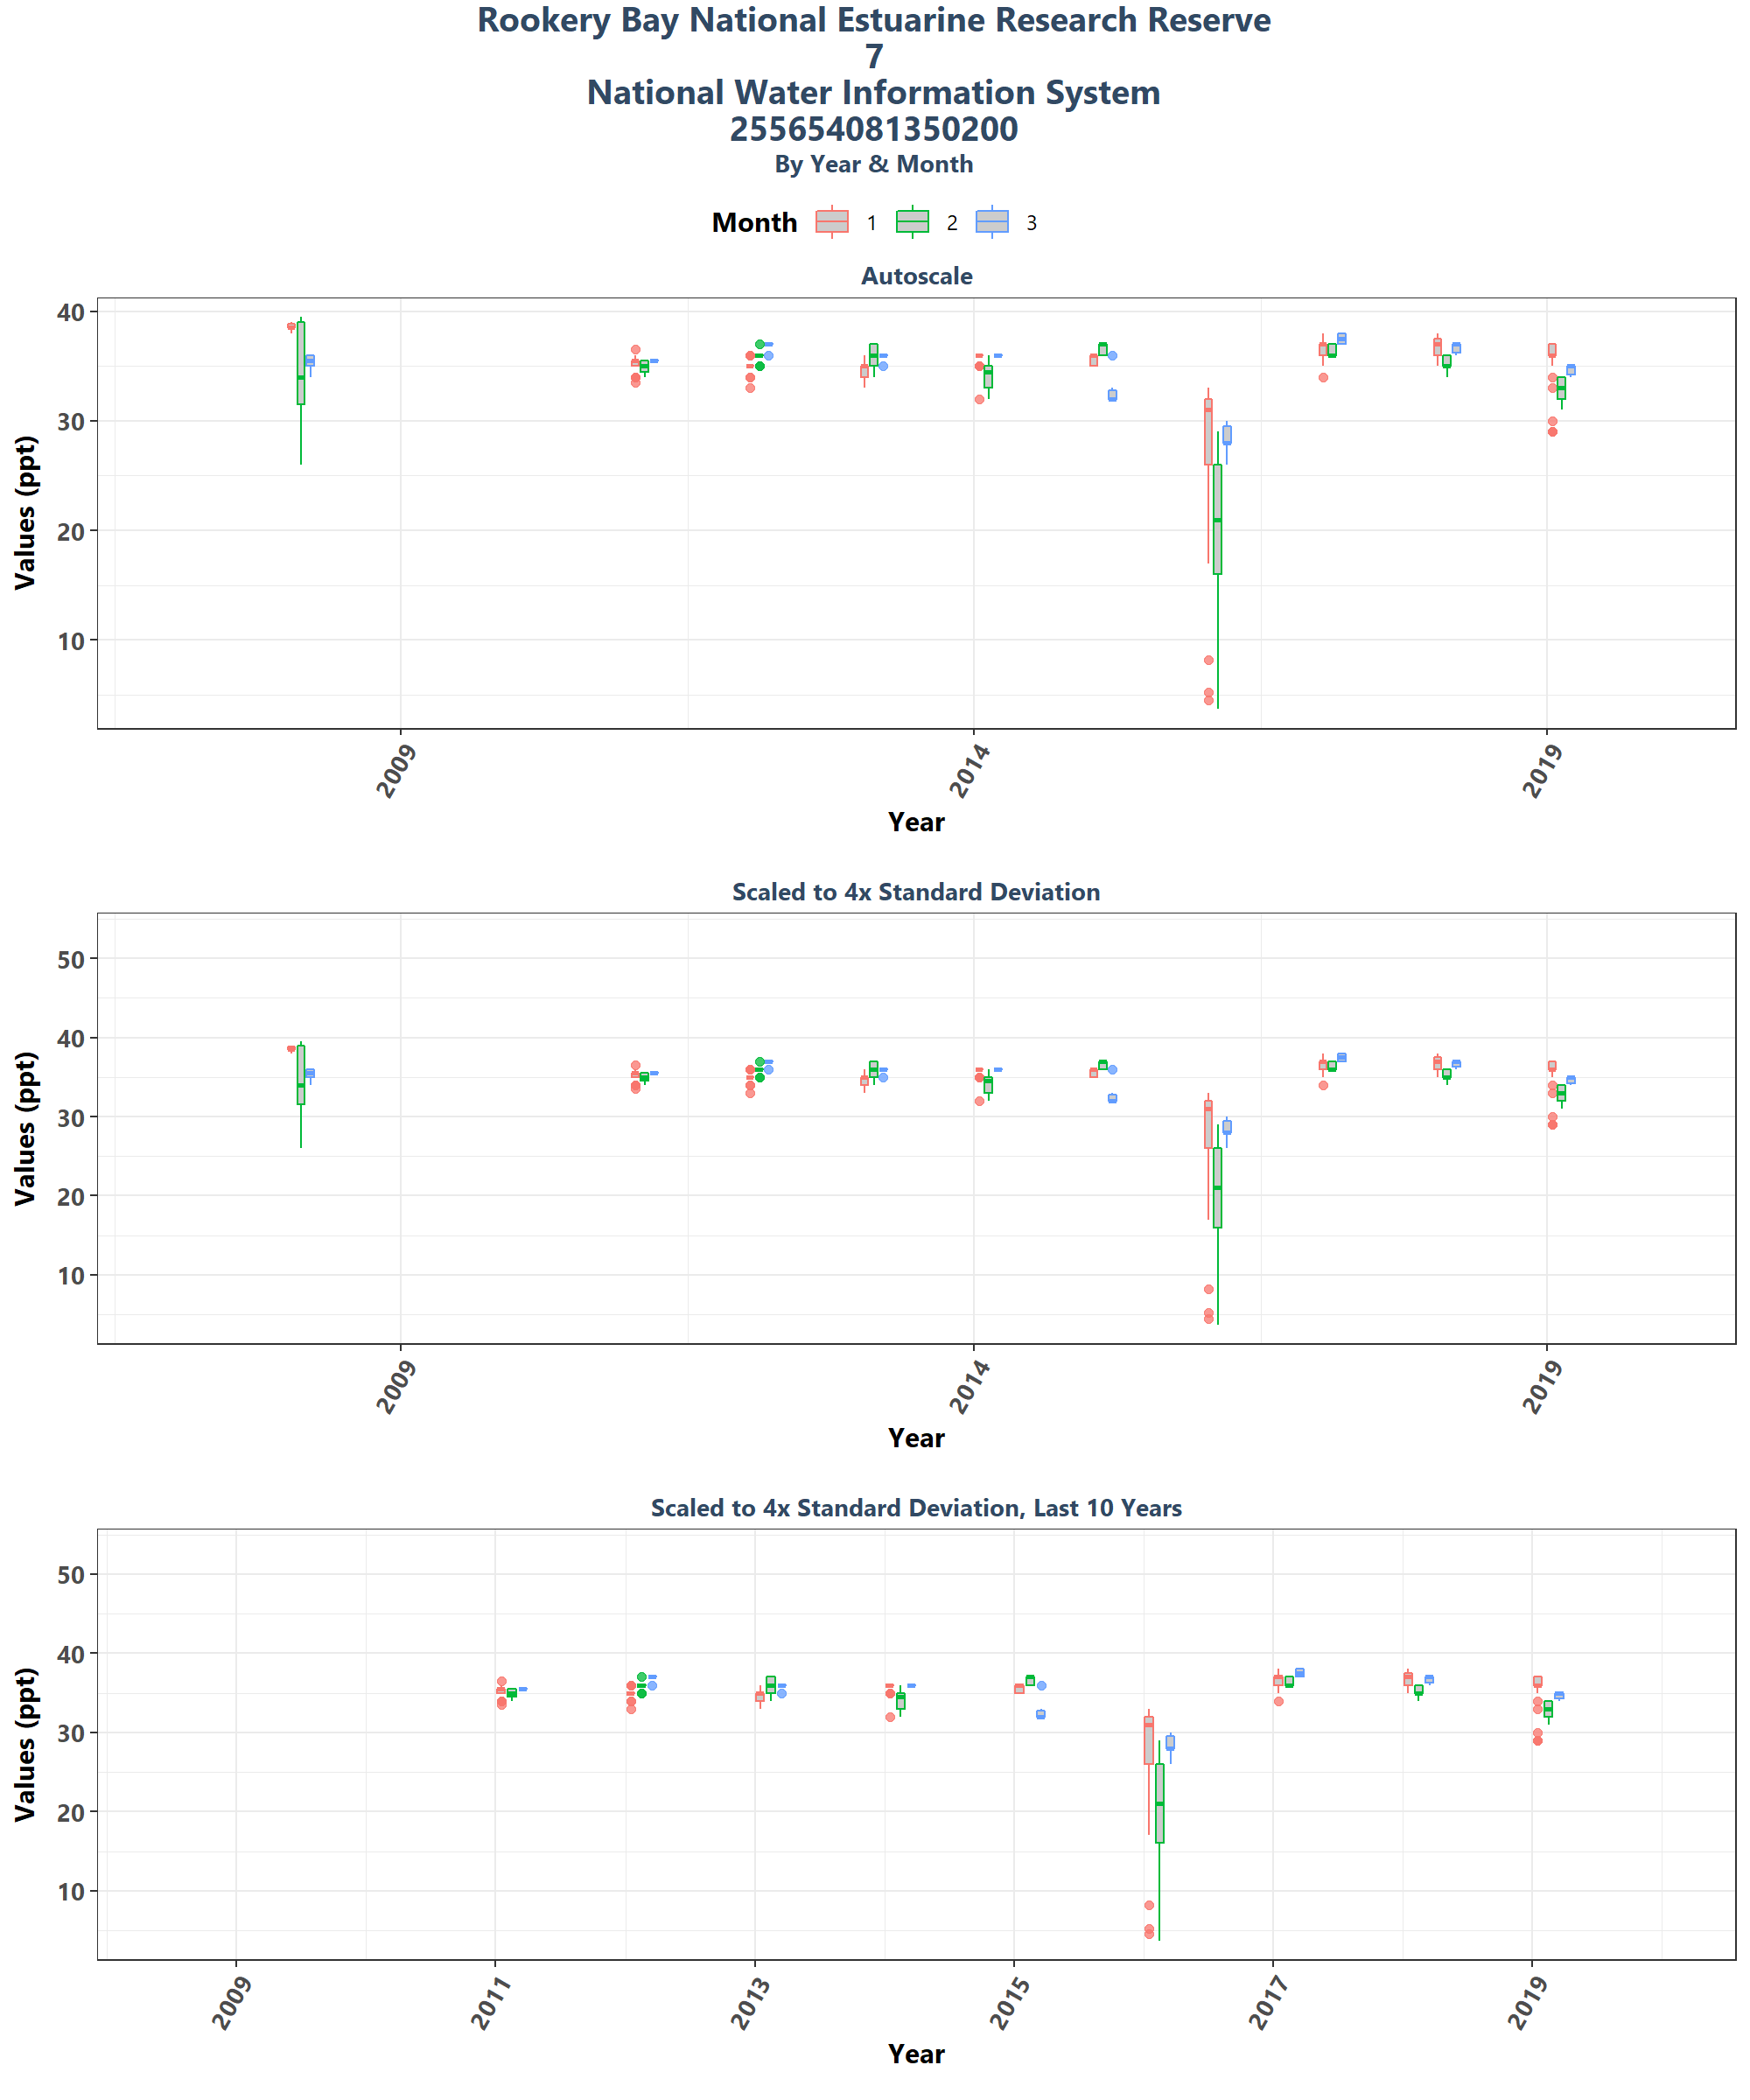 Rookery Bay National Estuarine Research Reserve
7
National Water Information System
255654081350200
By Year & Month
Month 1 2 3
Autoscale
Values (ppt)
40
30
20
10
2009 2014 2019
Year
Scaled to 4x Standard Deviation
Values (ppt)
50
40
30
20
10
2009 2014 2019
Year
Scaled to 4x Standard Deviation, Last 10 Years
Values (ppt)
50
40
30
20
10
2009 2011 2013 2015 2017 2019
Year